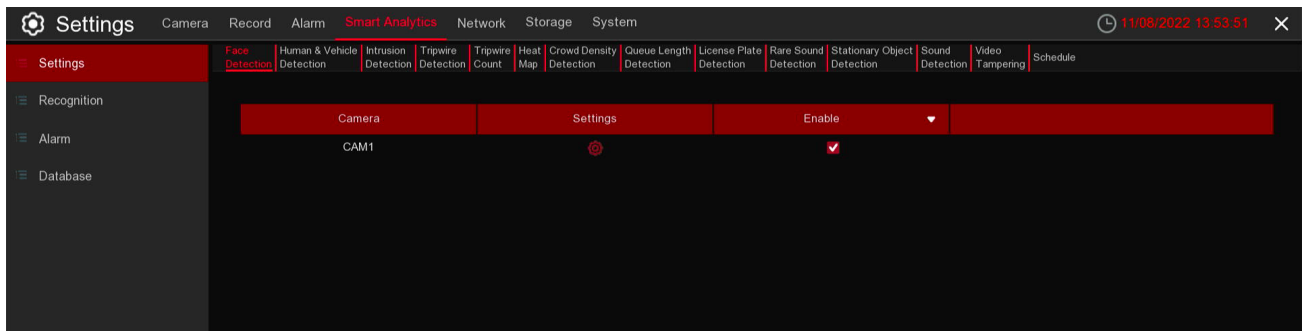 Settings Camera Record Alarm Smart Analytics Network Storage System 11/08/2022 13:53:51
Face Detection
Human & Vehicle Detection
Intrusion Detection
Tripwire Detection
Tripwire Count
Heat Map
Crowd Density Detection
Queue Length Detection
License Plate Detection
Rare Sound Detection
Stationary Object Detection
Sound Detection
Video Tampering
Schedule
Settings
Recognition
Alarm
Database
Camera Settings Enable
CAM1